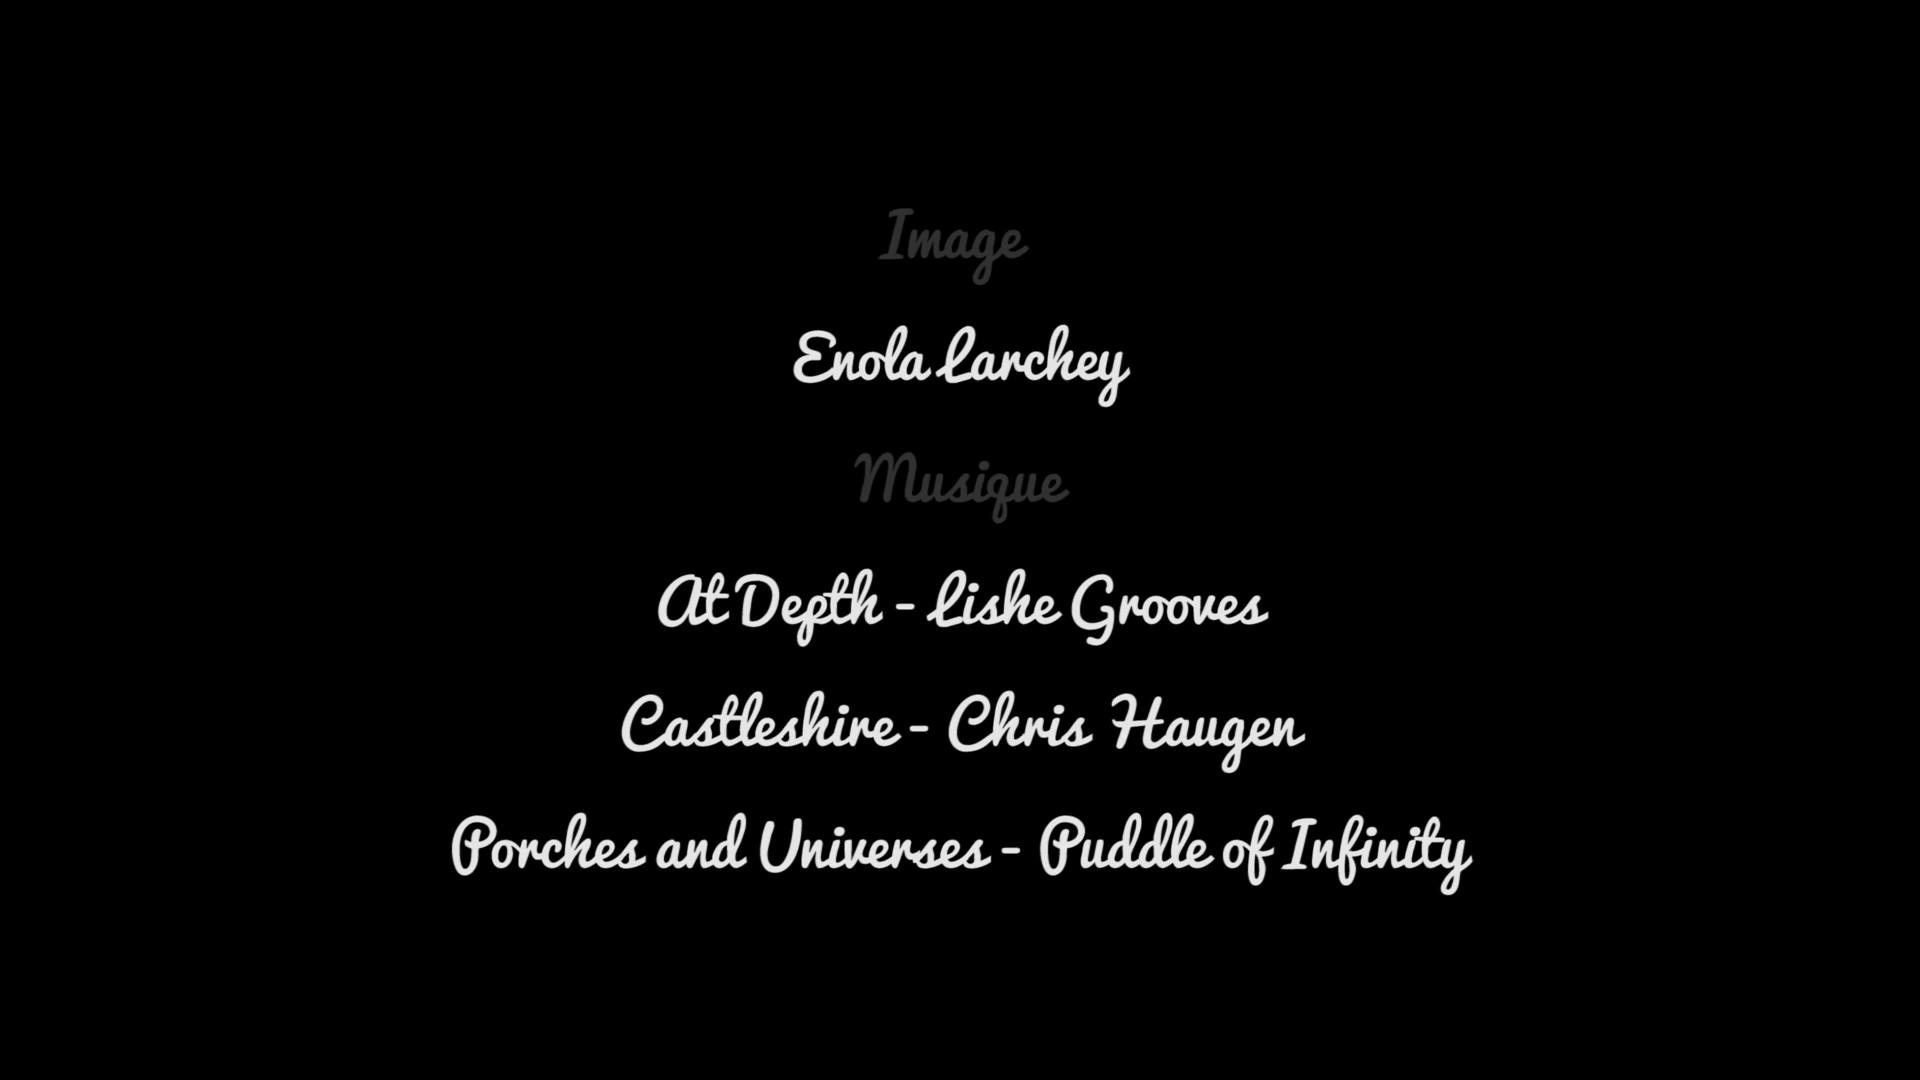 Image
Enola Larchey
Musique
At Depth - Lishe Grooves
Castleshire - Chris Haugen
Porches and Universes - Puddle of Infinity